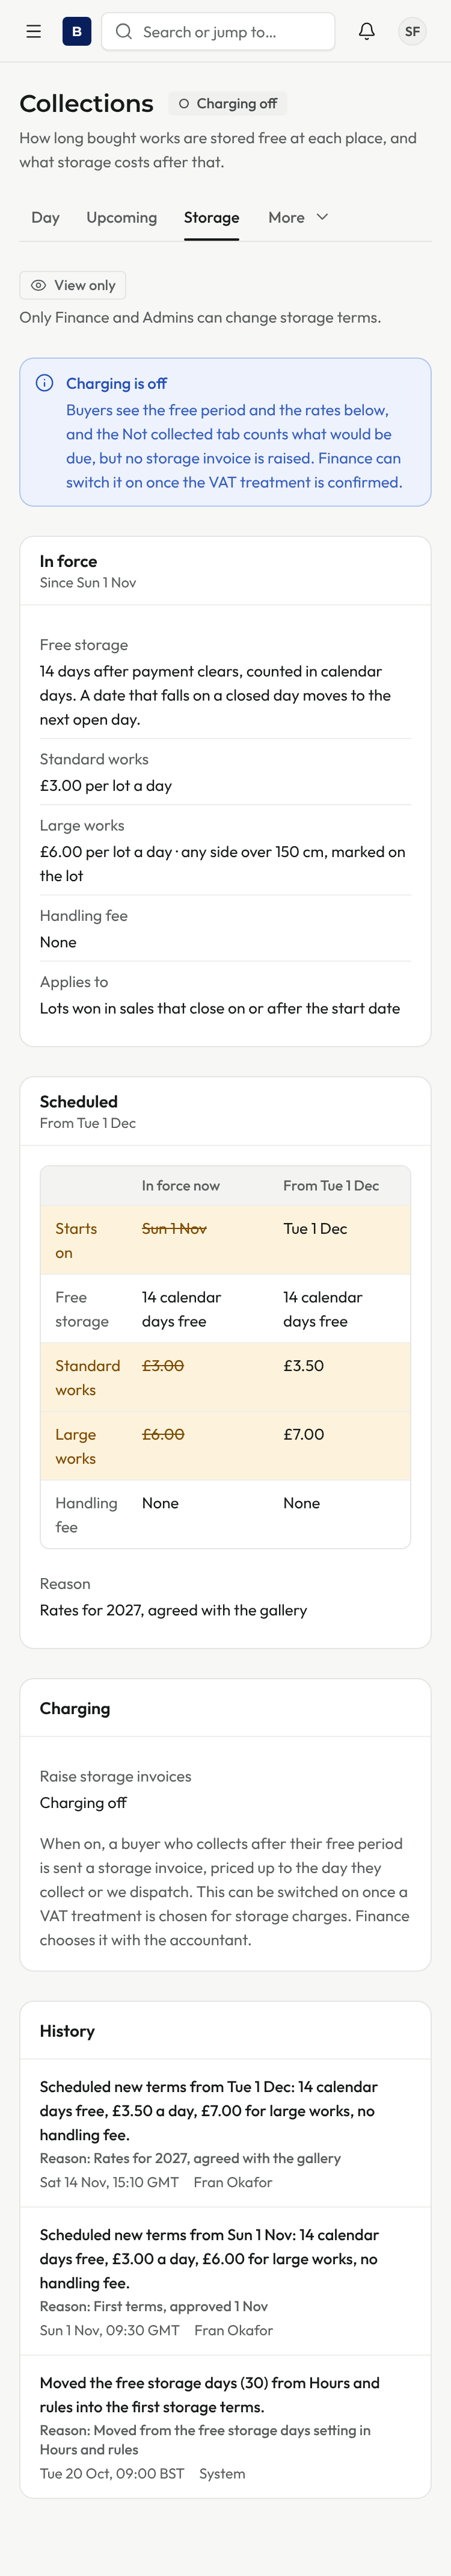 B
Search or jump to...
SF
Collections
Charging off
How long bought works are stored free at each place, and
what storage costs after that.
Day
Upcoming
Storage
More
View only
Only Finance and Admins can change storage terms.
Charging is off
Buyers see the free period and the rates below,
and the Not collected tab counts what would be
due, but no storage invoice is raised. Finance can
switch it on once the VAT treatment is confirmed.
In force
Since Sun 1 Nov
Free storage
14 days after payment clears, counted in calendar
days. A date that falls on a closed day moves to the
next open day.
Standard works
£3.00 per lot a day
Large works
£6.00 per lot a day · any side over 150 cm, marked on
the lot
Handling fee
None
Applies to
Lots won in sales that close on or after the start date
Scheduled
From Tue 1 Dec
In force now
From Tue 1 Dec
Starts
on
Sun 1 Nov
Tue 1 Dec
Free
storage
14 calendar
days free
14 calendar
days free
Standard
works
£3.00
£3.50
Large
works
£6.00
£7.00
Handling
fee
None
None
Reason
Rates for 2027, agreed with the gallery
Charging
Raise storage invoices
Charging off
When on, a buyer who collects after their free period
is sent a storage invoice, priced up to the day they
collect or we dispatch. This can be switched on once a
VAT treatment is chosen for storage charges. Finance
chooses it with the accountant.
History
Scheduled new terms from Tue 1 Dec: 14 calendar
days free, £3.50 a day, £7.00 for large works, no
handling fee.
Reason: Rates for 2027, agreed with the gallery
Sat 14 Nov, 15:10 GMT Fran Okafor
Scheduled new terms from Sun 1 Nov: 14 calendar
days free, £3.00 a day, £6.00 for large works, no
handling fee.
Reason: First terms, approved 1 Nov
Sun 1 Nov, 09:30 GMT Fran Okafor
Moved the free storage days (30) from Hours and
rules into the first storage terms.
Reason: Moved from the free storage days setting in
Hours and rules
Tue 20 Oct, 09:00 BST System